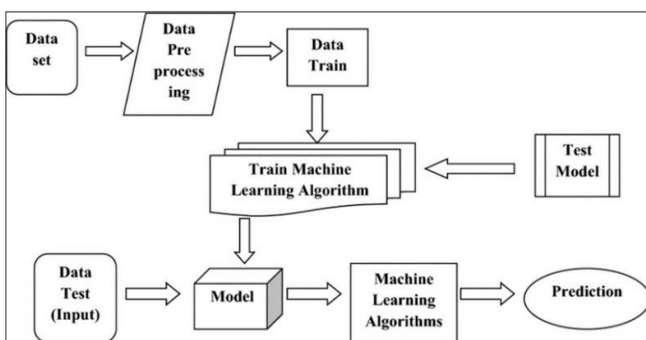 Data
set
Data
Pre
process
ing
Data
Train
Train Machine
Learning Algorithm
Test
Model
Data
Test
(Input)
Model
Machine
Learning
Algorithms
Prediction